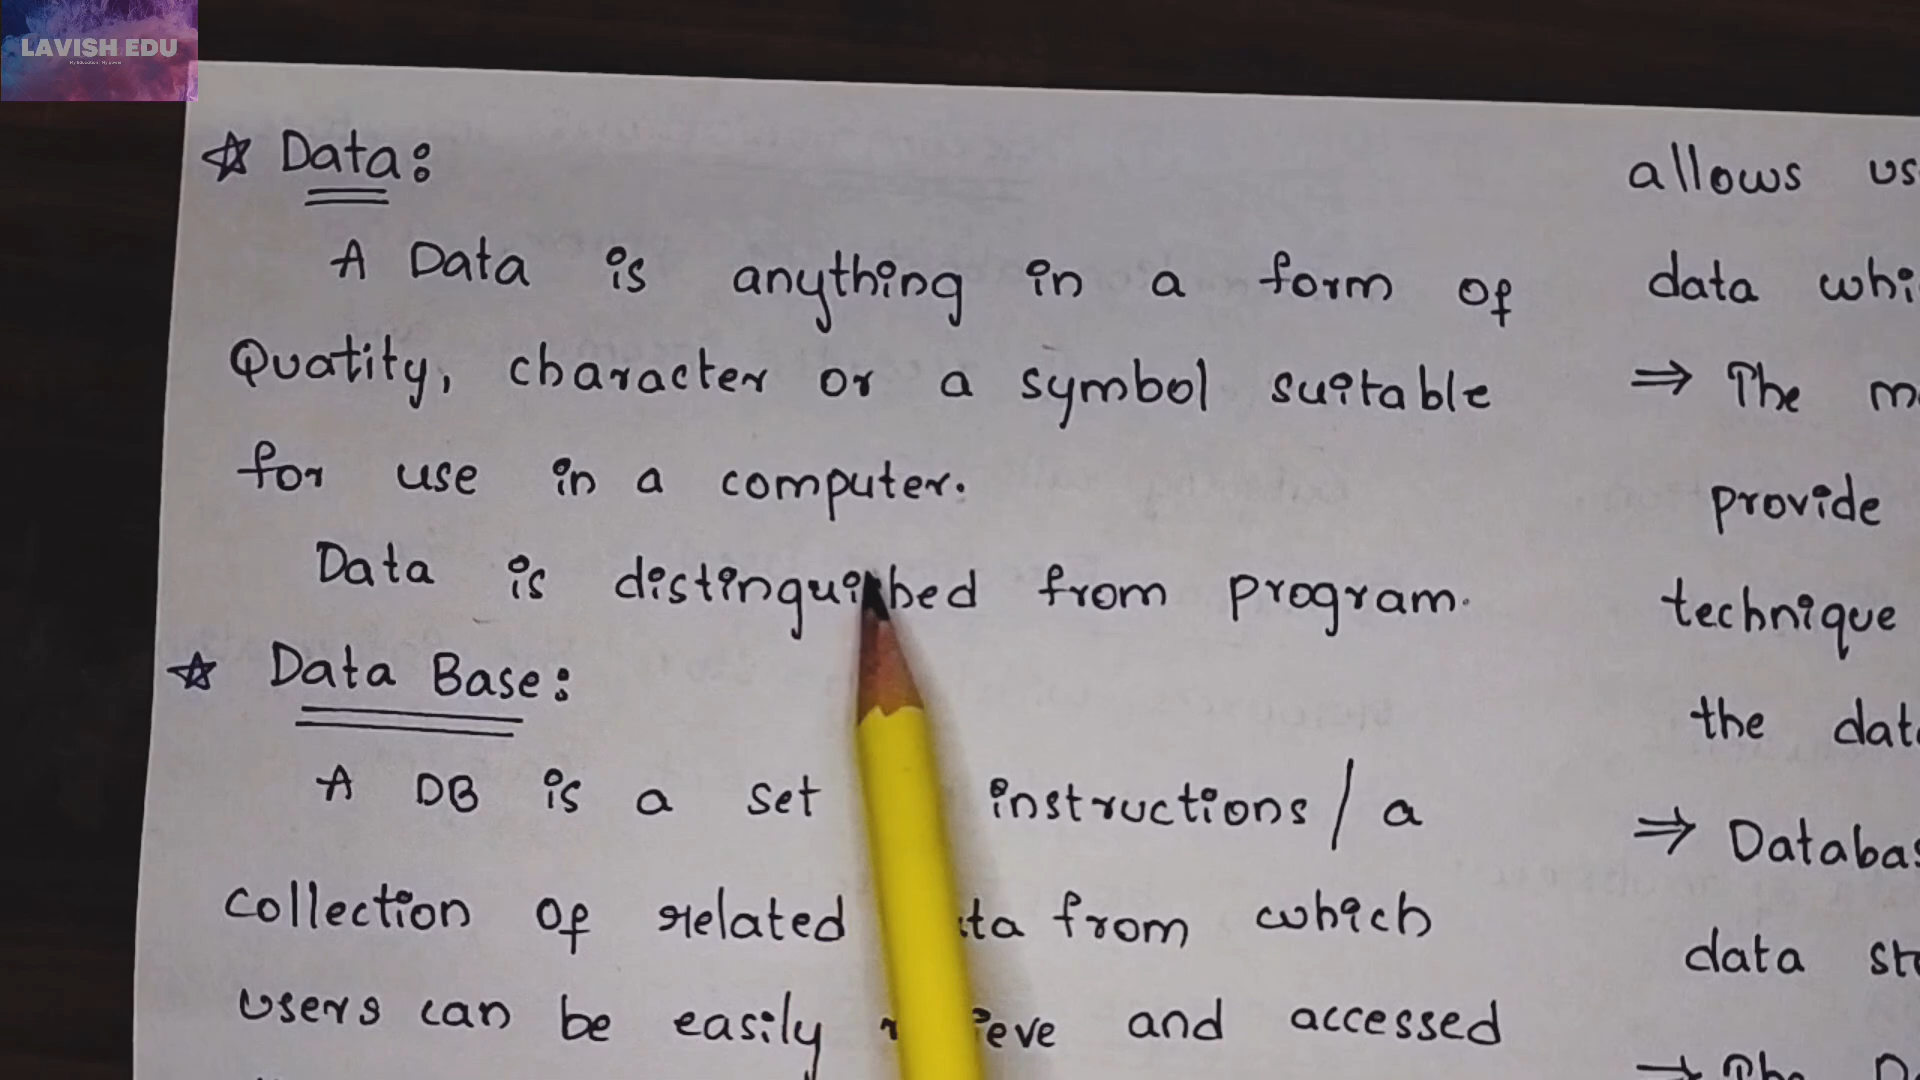 LAVISH EDU
☆ Data:
A Data is anything in a form of
Quatity, character or a symbol suitable
for use in a computer.
Data is distinguished from program.
☆ Data Base:
A DB is a set instructions / a
collection of related from which
users can be easily and accessed
allows
data
⇒ The
provide
technique
the
⇒
data
⇒ The